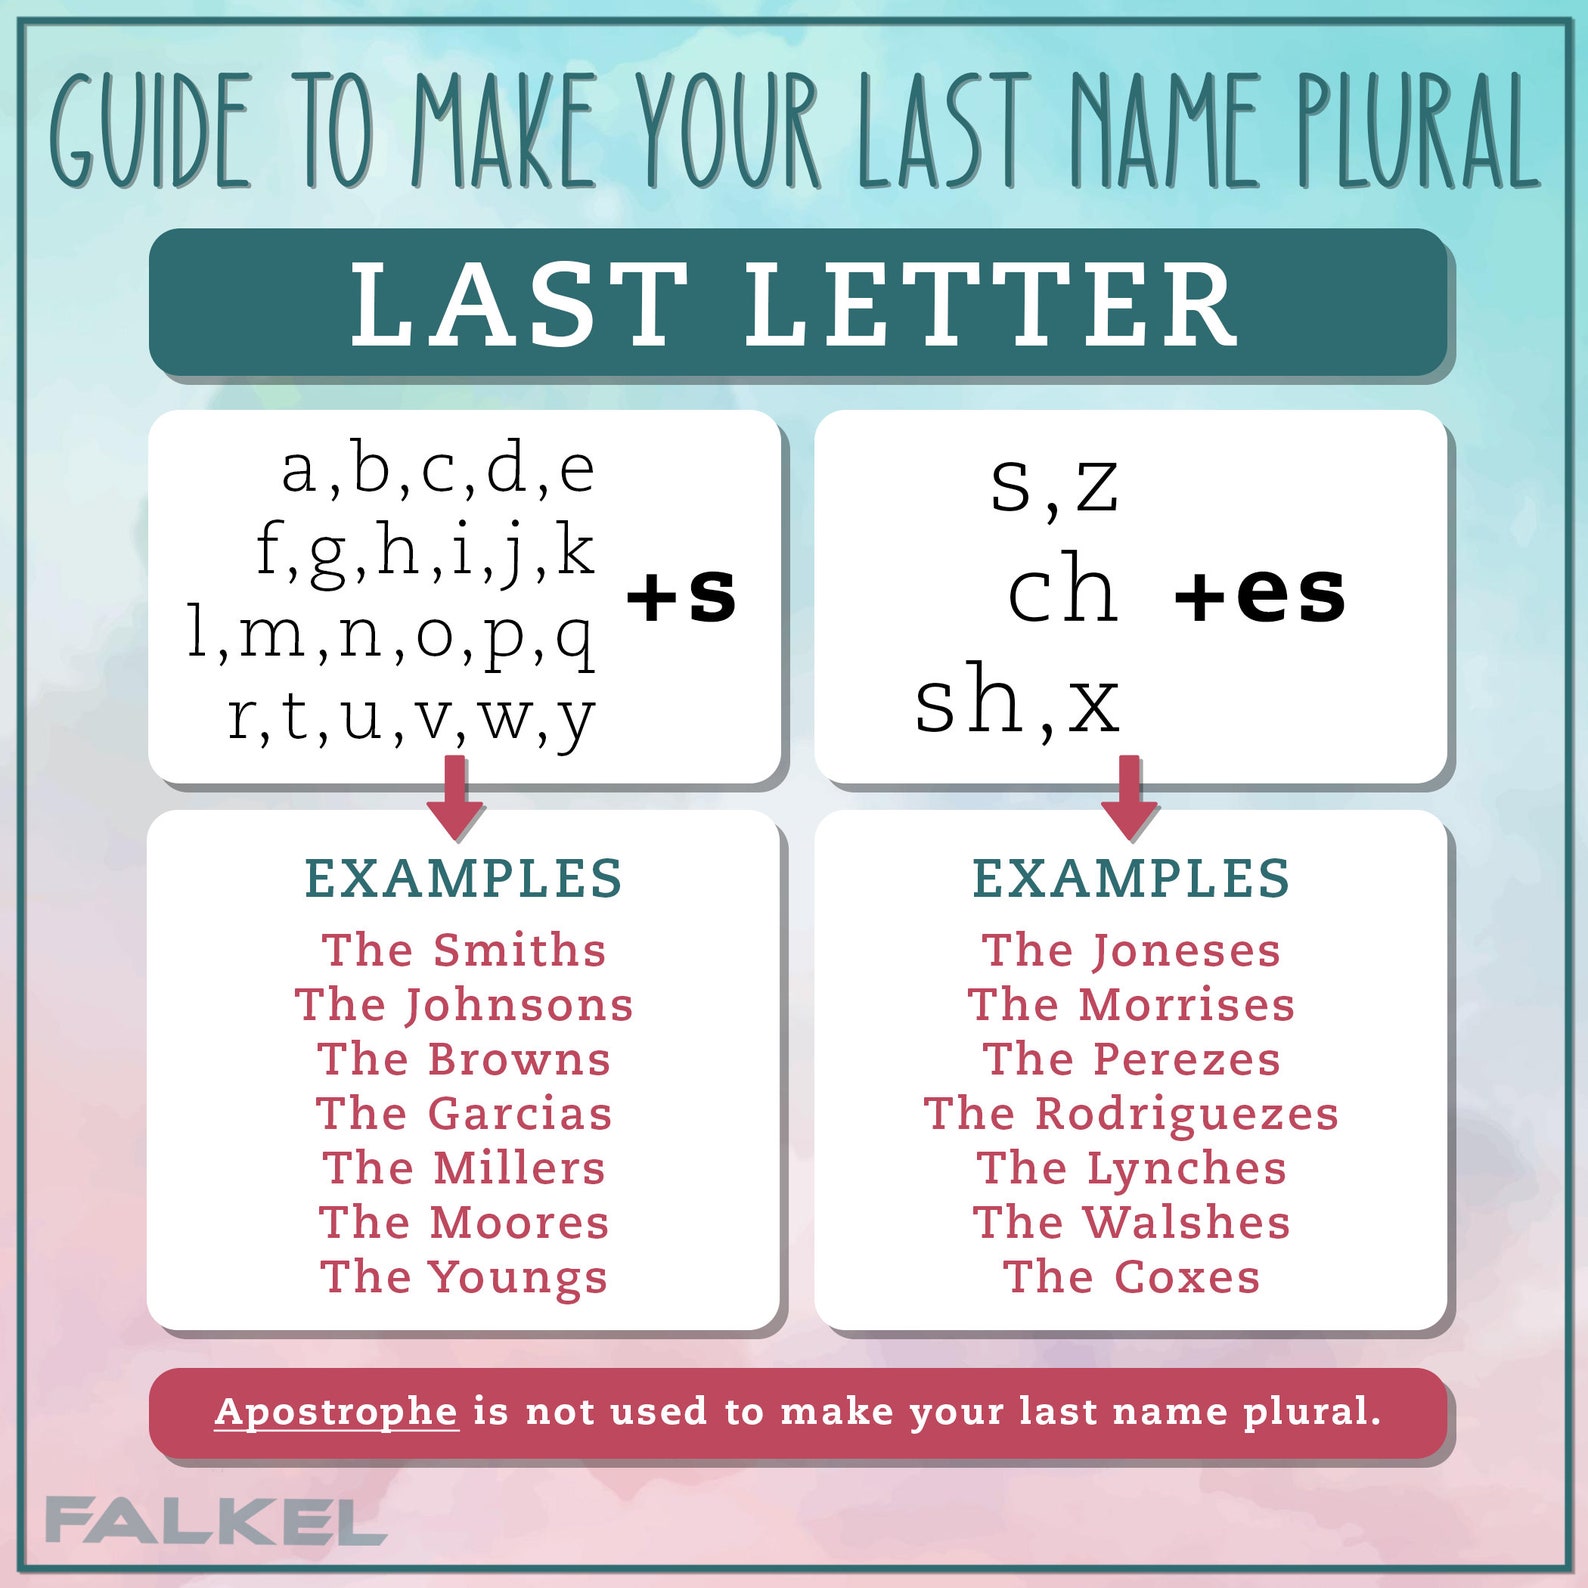 GUIDE TO MAKE YOUR LAST NAME PLURAL
LAST LETTER
a,b,c,d,e
f,g,h,i,j,k
l,m,n,o,p,q
r,t,u,v,w,y
+s
s,z
ch
sh,x
+es
EXAMPLES
The Smiths
The Johnsons
The Browns
The Garcias
The Millers
The Moores
The Youngs
EXAMPLES
The Joneses
The Morrises
The Perezes
The Rodriguezes
The Lynches
The Walshes
The Coxes
Apostrophe is not used to make your last name plural.
FALKEL